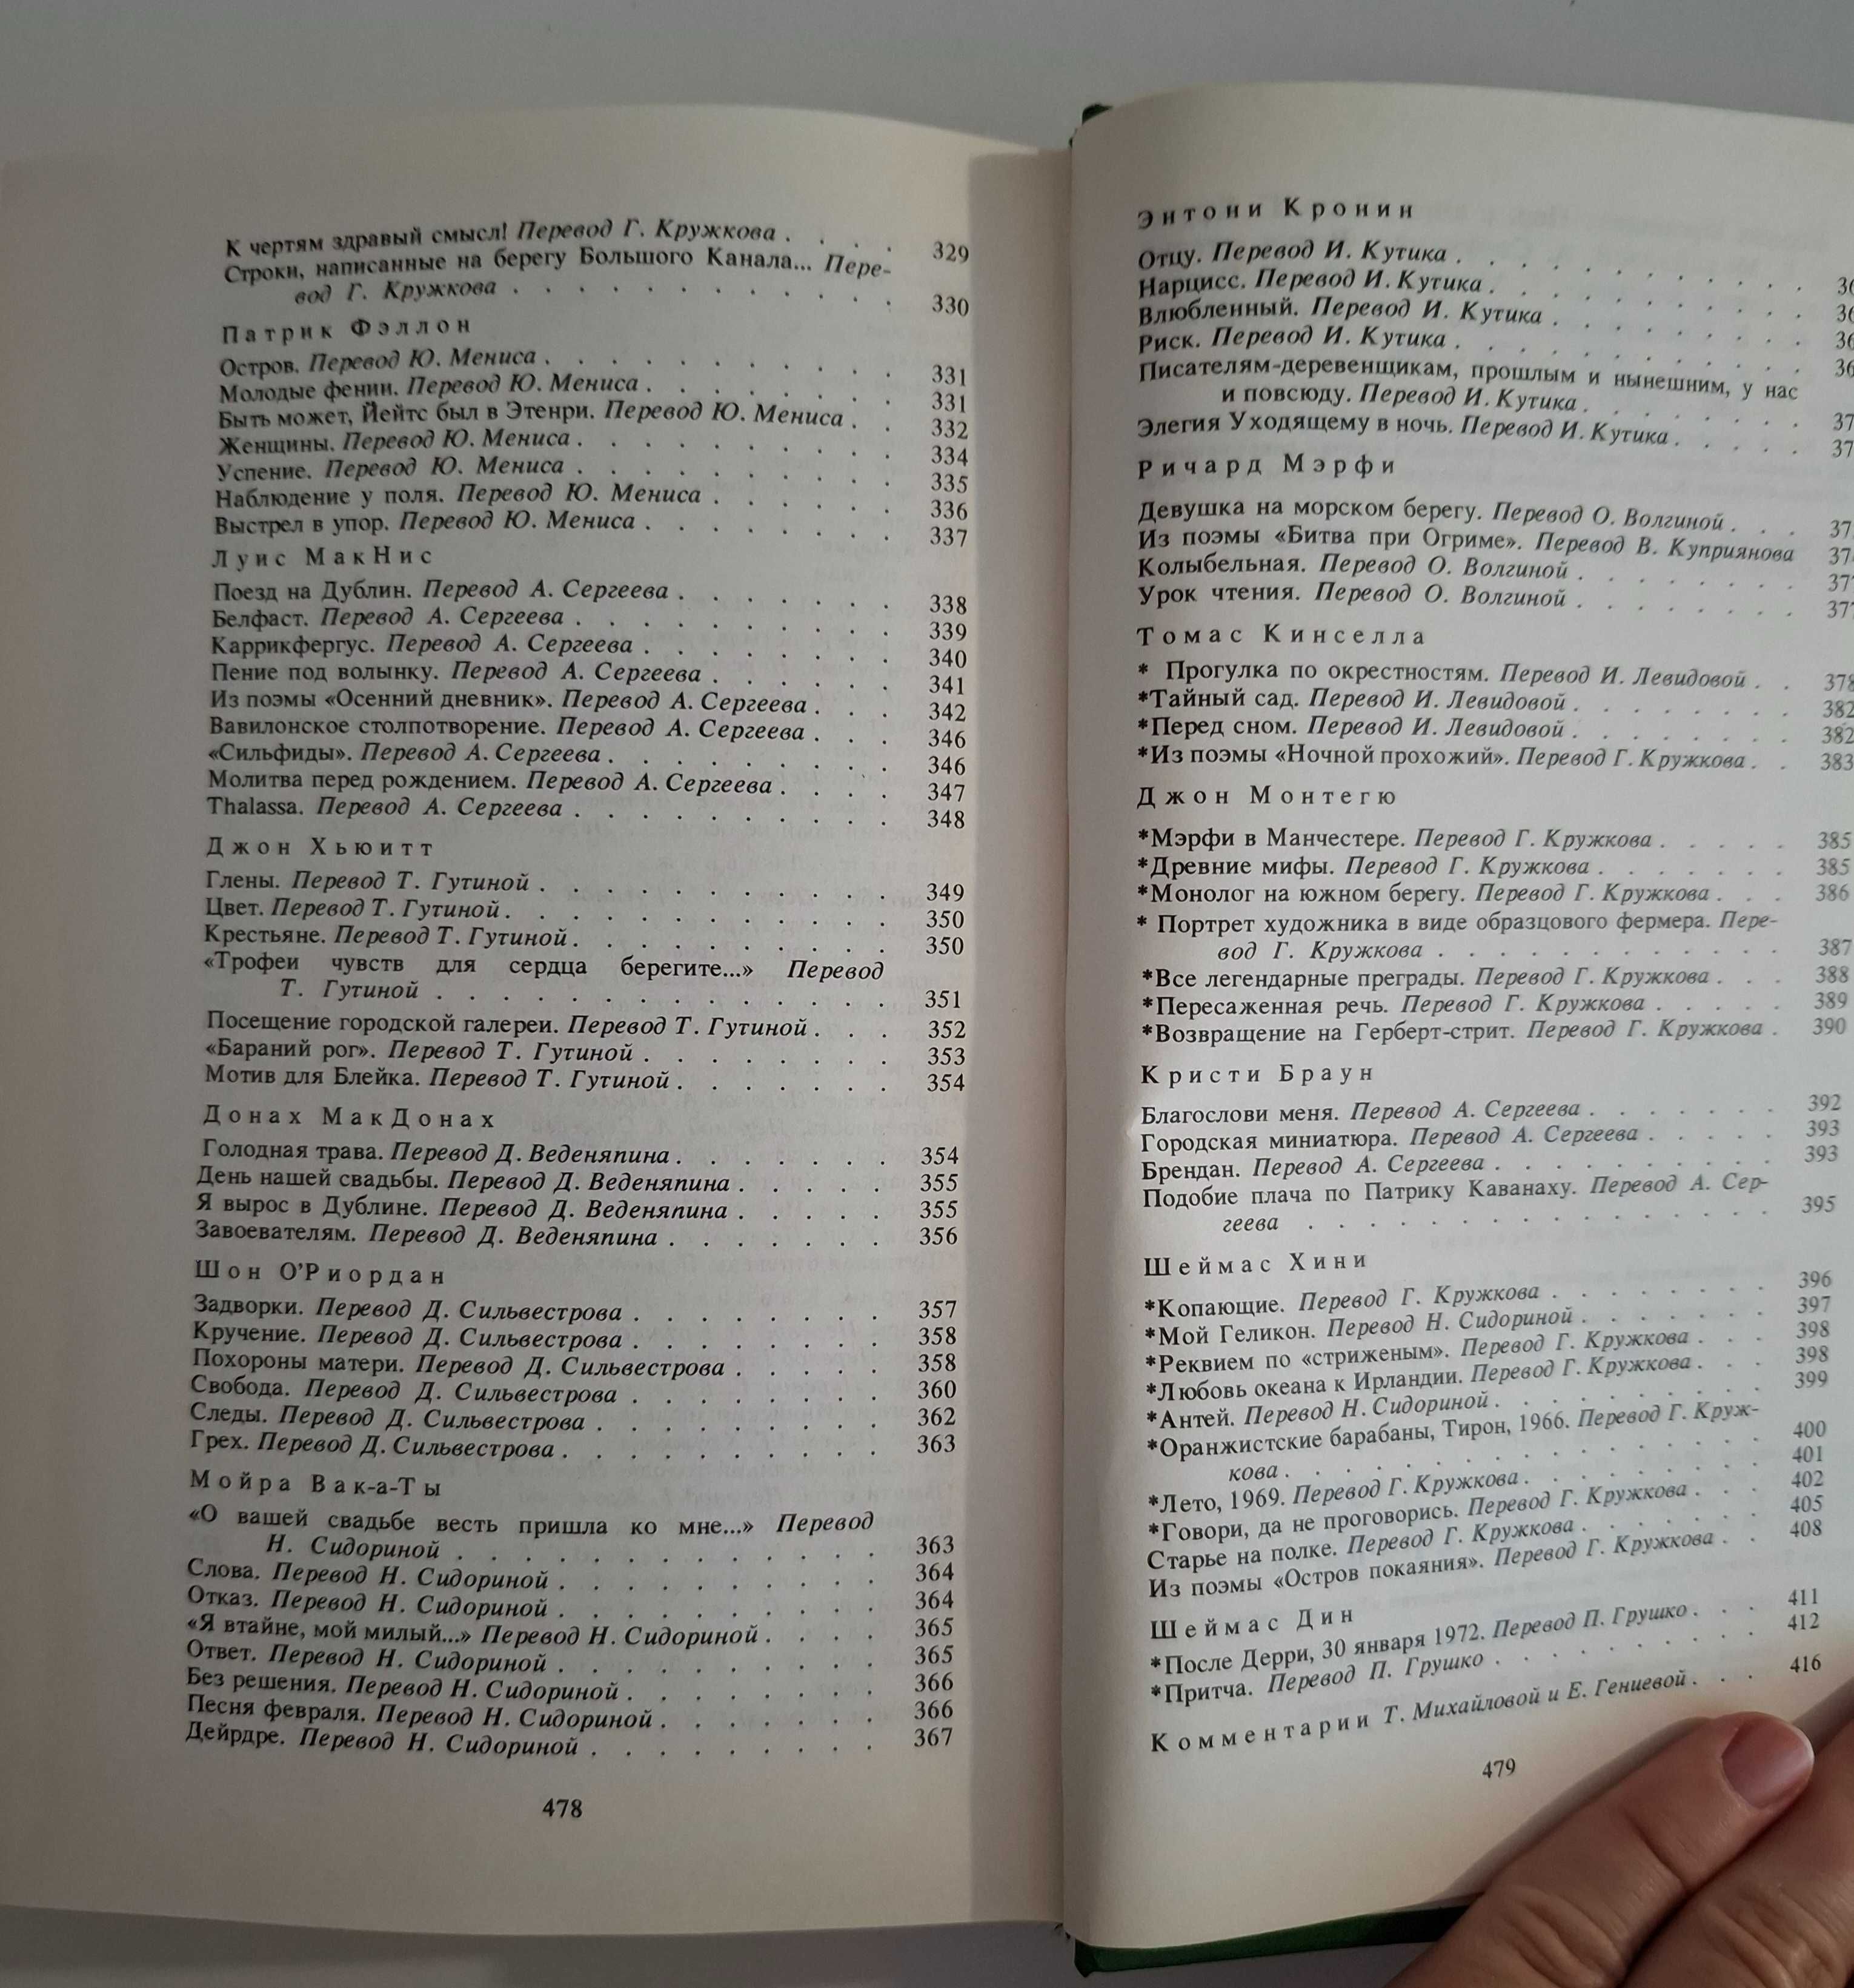 К чертям здравый смысл! Перевод Г. Кружкова . . . . 329
Строки, написанные на берегу Большого Канала... Пере-
вод Г. Кружкова . . . . . . . . . . . . 330
Патрик Фэллон
Остров. Перевод Ю. Мениса . . . . . . . . . 331
Молодые фении. Перевод Ю. Мениса . . . . . . 331
Быть может, Йейтс был в Этенри. Перевод Ю. Мениса . . 332
Женщины. Перевод Ю. Мениса . . . . . . . . 334
Успение. Перевод Ю. Мениса . . . . . . . . 335
Наблюдение у поля. Перевод Ю. Мениса . . . . . 336
Выстрел в упор. Перевод Ю. Мениса . . . . . . 337
Луис МакНис
Поезд на Дублин. Перевод А. Сергеева . . . . . . 338
Белфаст. Перевод А. Сергеева . . . . . . . . 339
Каррикфергус. Перевод А. Сергеева . . . . . . . 340
Пение под волынку. Перевод А. Сергеева . . . . . 341
Из поэмы «Осенний дневник». Перевод А. Сергеева . . . 342
Вавилонское столпотворение. Перевод А. Сергеева . . . 346
«Сильфиды». Перевод А. Сергеева . . . . . . . 346
Молитва перед рождением. Перевод А. Сергеева . . . . 347
Thalassa. Перевод А. Сергеева . . . . . . . . 348
Джон Хьюитт
Глены. Перевод Т. Гутиной . . . . . . . . . 349
Цвет. Перевод Т. Гутиной . . . . . . . . . . 350
Крестьяне. Перевод Т. Гутиной . . . . . . . . 350
«Трофеи чувств для сердца берегите...» Перевод
Т. Гутиной . . . . . . . . . . . . . 351
Посещение городской галереи. Перевод Т. Гутиной . . . 352
«Бараний рог». Перевод Т. Гутиной . . . . . . . 353
Мотив для Блейка. Перевод Т. Гутиной . . . . . . 354
Донах МакДонах
Голодная трава. Перевод Д. Веденяпина . . . . . . 354
День нашей свадьбы. Перевод Д. Веденяпина . . . . . 355
Я вырос в Дублине. Перевод Д. Веденяпина . . . . . 355
Завоевателям. Перевод Д. Веденяпина . . . . . . 356
Шон О’Риордан
Задворки. Перевод Д. Сильвестрова . . . . . . . 357
Кручение. Перевод Д. Сильвестрова . . . . . . . 358
Похороны матери. Перевод Д. Сильвестрова . . . . . 358
Свобода. Перевод Д. Сильвестрова . . . . . . . 360
Следы. Перевод Д. Сильвестрова . . . . . . . . 362
Грех. Перевод Д. Сильвестрова . . . . . . . . 363
Мойра Вак-а-Ты
«О вашей свадьбе весть пришла ко мне...» Перевод
Н. Сидориной . . . . . . . . . . . . 363
Слова. Перевод Н. Сидориной . . . . . . . . . 364
Отказ. Перевод Н. Сидориной . . . . . . . . . 364
«Я втайне, мой милый...» Перевод Н. Сидориной . . . . 365
Ответ. Перевод Н. Сидориной . . . . . . . . . 365
Без решения. Перевод Н. Сидориной . . . . . . . 366
Песня февраля. Перевод Н. Сидориной . . . . . . 366
Дейрдре. Перевод Н. Сидориной . . . . . . . . 367
478
Энтони Кронин
Отцу. Перевод И. Кутика . . . . . . . . . .
Нарцисс. Перевод И. Кутика . . . . . . . . .
Влюбленный. Перевод И. Кутика . . . . . . . .
Риск. Перевод И. Кутика . . . . . . . . . .
Писателям-деревенщикам, прошлым и нынешним, у нас
и повсюду. Перевод И. Кутика . . . . . . .
Элегия Уходящему в ночь. Перевод И. Кутика . . . . .
Ричард Мэрфи
Девушка на морском берегу. Перевод О. Волгиной . . .
Из поэмы «Битва при Огриме». Перевод В. Куприянова
Колыбельная. Перевод О. Волгиной . . . . . . . 377
Урок чтения. Перевод О. Волгиной . . . . . . . 377
Томас Кинселла
* Прогулка по окрестностям. Перевод И. Левидовой . . 378
*Тайный сад. Перевод И. Левидовой . . . . . . . 382
*Перед сном. Перевод И. Левидовой . . . . . . . 382
*Из поэмы «Ночной прохожий». Перевод Г. Кружкова . . 383
Джон Монтегю
*Мэрфи в Манчестере. Перевод Г. Кружкова . . . . . 385
*Древние мифы. Перевод Г. Кружкова . . . . . . . 385
*Монолог на южном берегу. Перевод Г. Кружкова . . . 386
* Портрет художника в виде образцового фермера. Пере-
вод Г. Кружкова . . . . . . . . . . . . 387
*Все легендарные преграды. Перевод Г. Кружкова . . . 388
*Пересаженная речь. Перевод Г. Кружкова . . . . . 389
*Возвращение на Герберт-стрит. Перевод Г. Кружкова . 390
Кристи Браун
Благослови меня. Перевод А. Сергеева . . . . . . 392
Городская миниатюра. Перевод А. Сергеева . . . . . 393
Брендан. Перевод А. Сергеева . . . . . . . . . 393
Подобие плача по Патрику Каванаху. Перевод А. Сер-
геева . . . . . . . . . . . . . . . 395
Шеймас Хини
*Копающие. Перевод Г. Кружкова . . . . . . . . 396
*Мой Геликон. Перевод Н. Сидориной . . . . . . . 397
*Реквием по «стриженым». Перевод Г. Кружкова . . . 398
*Любовь океана к Ирландии. Перевод Г. Кружкова . . . 398
*Антей. Перевод Н. Сидориной . . . . . . . . . 399
*Оранжистские барабаны, Тирон, 1966. Перевод Г. Круж-
кова . . . . . . . . . . . . . . . . 400
*Лето, 1969. Перевод Г. Кружкова . . . . . . . . 401
*Говори, да не проговорись. Перевод Г. Кружкова . . . 402
Старье на полке. Перевод Г. Кружкова . . . . . . 405
Из поэмы «Остров покаяния». Перевод Г. Кружкова . . 408
Шеймас Дин
*После Дерри, 30 января 1972. Перевод П. Грушко . . . 411
*Притча. Перевод П. Грушко . . . . . . . . . 412
Комментарии Т. Михайловой и Е. Гениевой . . . 416
479